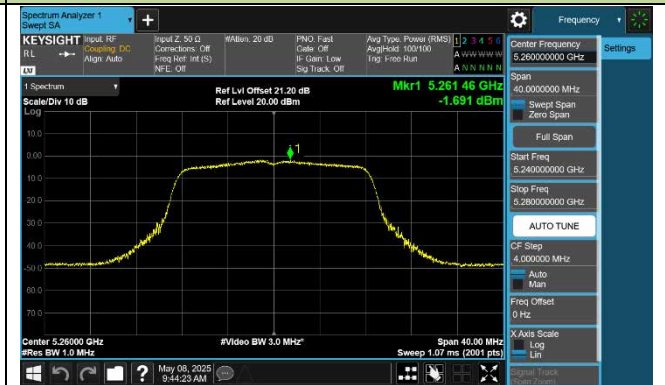 Spectrum Analyzer 1
Swept SA
Frequency
KEYSIGHT
RL
Input: RF
Coupling: DC
Align: Auto
Input Z: 50 Ω
Corrections: Off
Freq Ref: Int (S)
NFE: Off
#Atten: 20 dB
PNO: Fast
Gate: Off
IF Gain: Low
Sig Track: Off
Avg Type: Power (RMS)
Avg|Hold: 100/100
Trig: Free Run
1 2 3 4 5 6
A W W W W W
A N N N N N
1 Spectrum
Scale/Div 10 dB
Log
Ref Lvl Offset 21.20 dB
Ref Level 20.00 dBm
Mkr1 5.261 46 GHz
-1.691 dBm
10.0
0.00
-10.0
-20.0
-30.0
-40.0
-50.0
-60.0
-70.0
1
Center 5.26000 GHz
#Res BW 1.0 MHz
#Video BW 3.0 MHz*
Span 40.00 MHz
Sweep 1.07 ms (2001 pts)
May 08, 2025
9:44:23 AM
Center Frequency
5.260000000 GHz
Span
40.0000000 MHz
Swept Span
Zero Span
Full Span
Start Freq
5.240000000 GHz
Stop Freq
5.280000000 GHz
AUTO TUNE
CF Step
4.000000 MHz
Auto
Man
Freq Offset
0 Hz
X Axis Scale
Log
Lin
Signal Track
(Span Zoom)
Settings